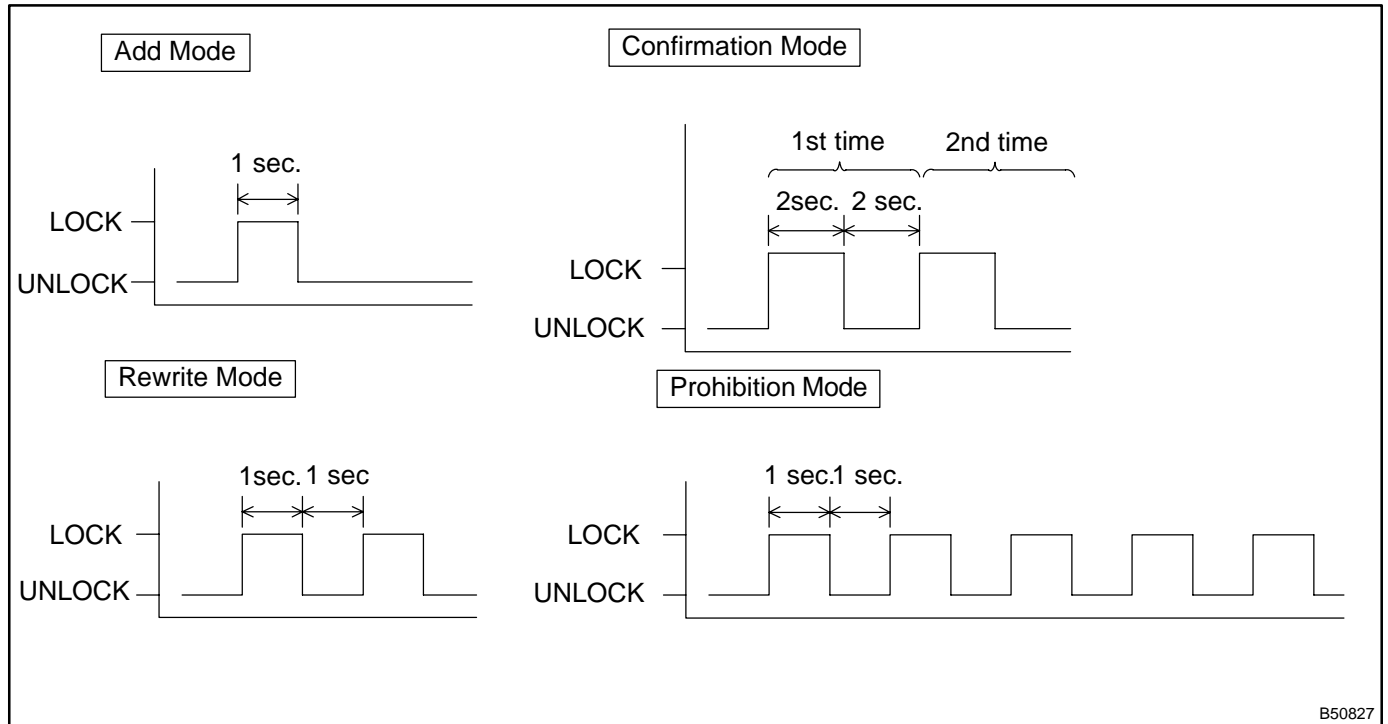 Add Mode
1 sec.
LOCK
UNLOCK
Confirmation Mode
1st time
2nd time
2sec.
2 sec.
LOCK
UNLOCK
Rewrite Mode
1sec.
1 sec
LOCK
UNLOCK
Prohibition Mode
1 sec.
1 sec.
LOCK
UNLOCK
B50827